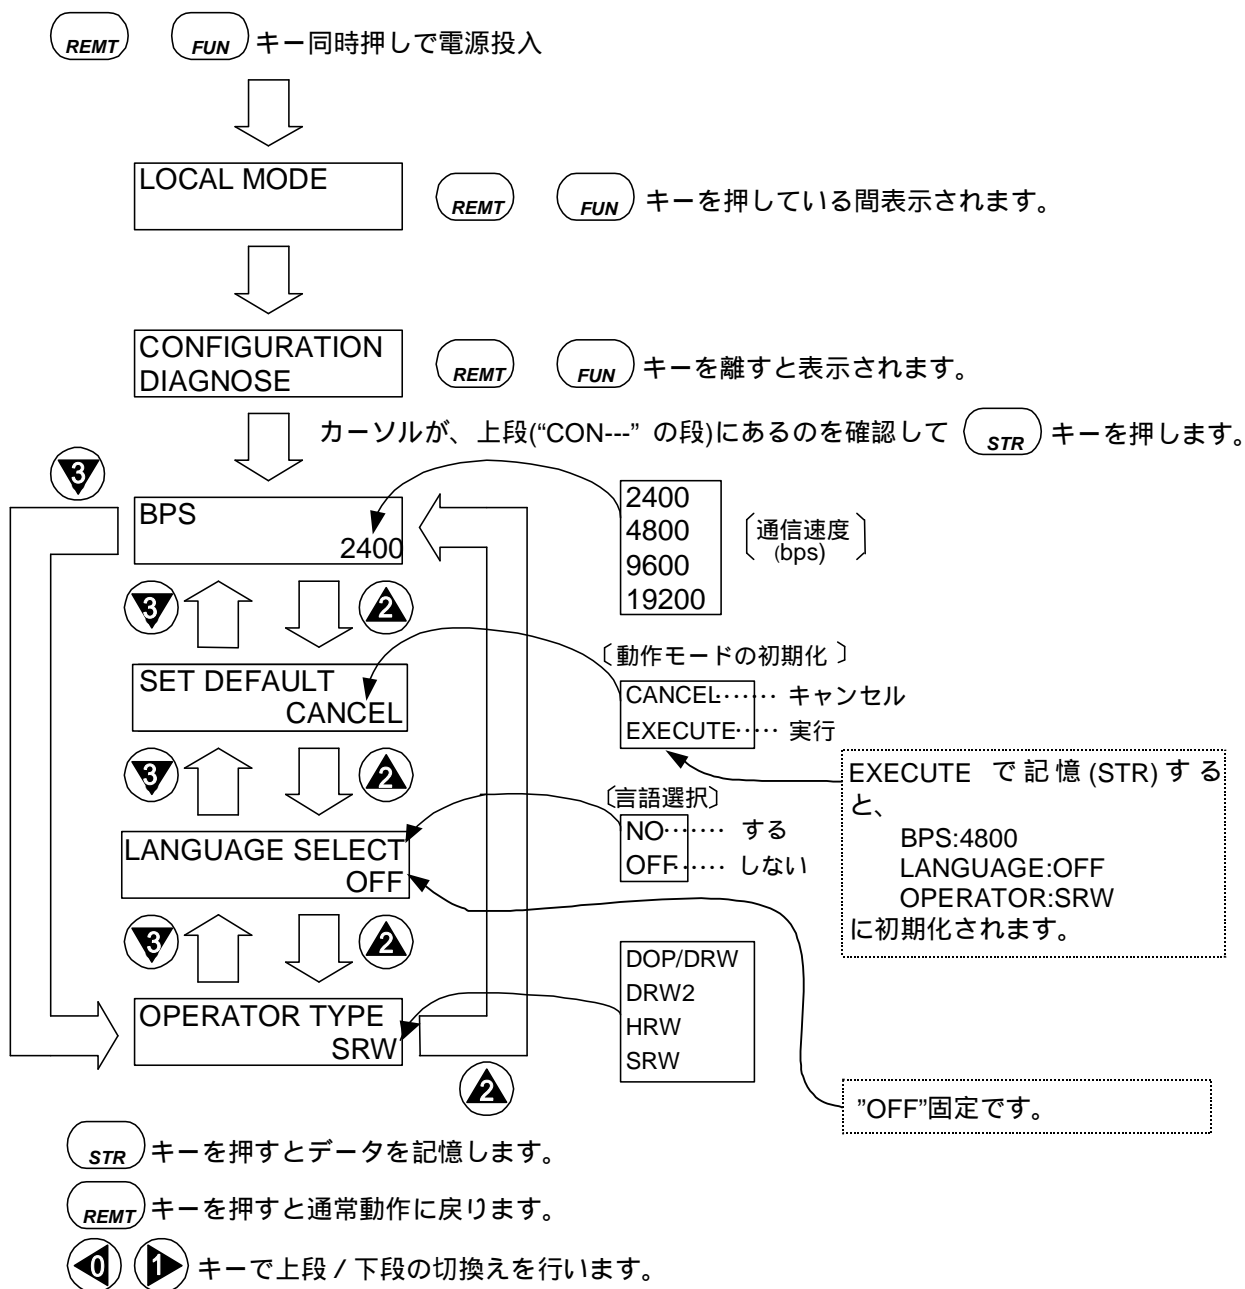 REMT FUN キー同時押しで電源投入
LOCAL MODE
REMT FUN キーを押している間表示されます。
CONFIGURATION
DIAGNOSE
REMT FUN キーを離すと表示されます。
カーソルが、上段("CON---" の段)にあるのを確認して STR キーを押します。
3
BPS
2400
2400
4800
9600
19200
〔通信速度(bps)〕
3 2
SET DEFAULT
CANCEL
〔動作モードの初期化 〕
CANCEL‥‥‥ キャンセル
EXECUTE‥‥ 実行
3 2
EXECUTE で記憶(STR)する
と、
BPS:4800
LANGUAGE:OFF
OPERATOR:SRW
に初期化されます。
LANGUAGE SELECT
OFF
〔言語選択〕
NO‥‥‥ する
OFF‥‥‥ しない
3 2
OPERATOR TYPE
SRW
DOP/DRW
DRW2
HRW
SRW
2
”OFF”固定です。
STR キーを押すとデータを記憶します。
REMT キーを押すと通常動作に戻ります。
0 1 キーで上段 / 下段の切換えを行います。